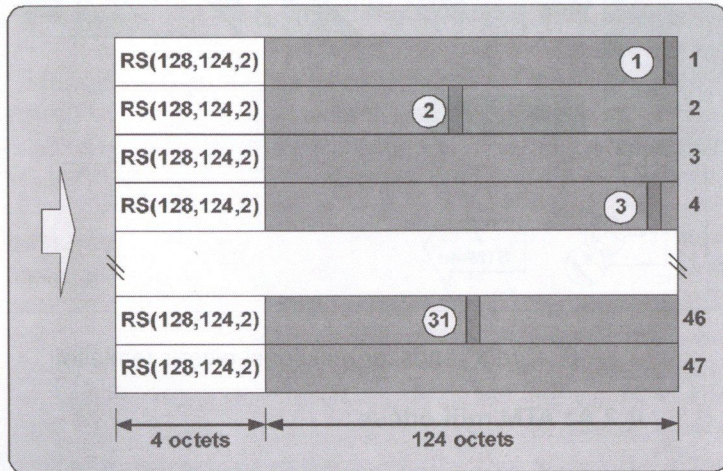 RS(128,124,2) 1 1
RS(128,124,2) 2 2
RS(128,124,2) 3
RS(128,124,2) 3 4
RS(128,124,2) 31 46
RS(128,124,2) 47
4 octets 124 octets